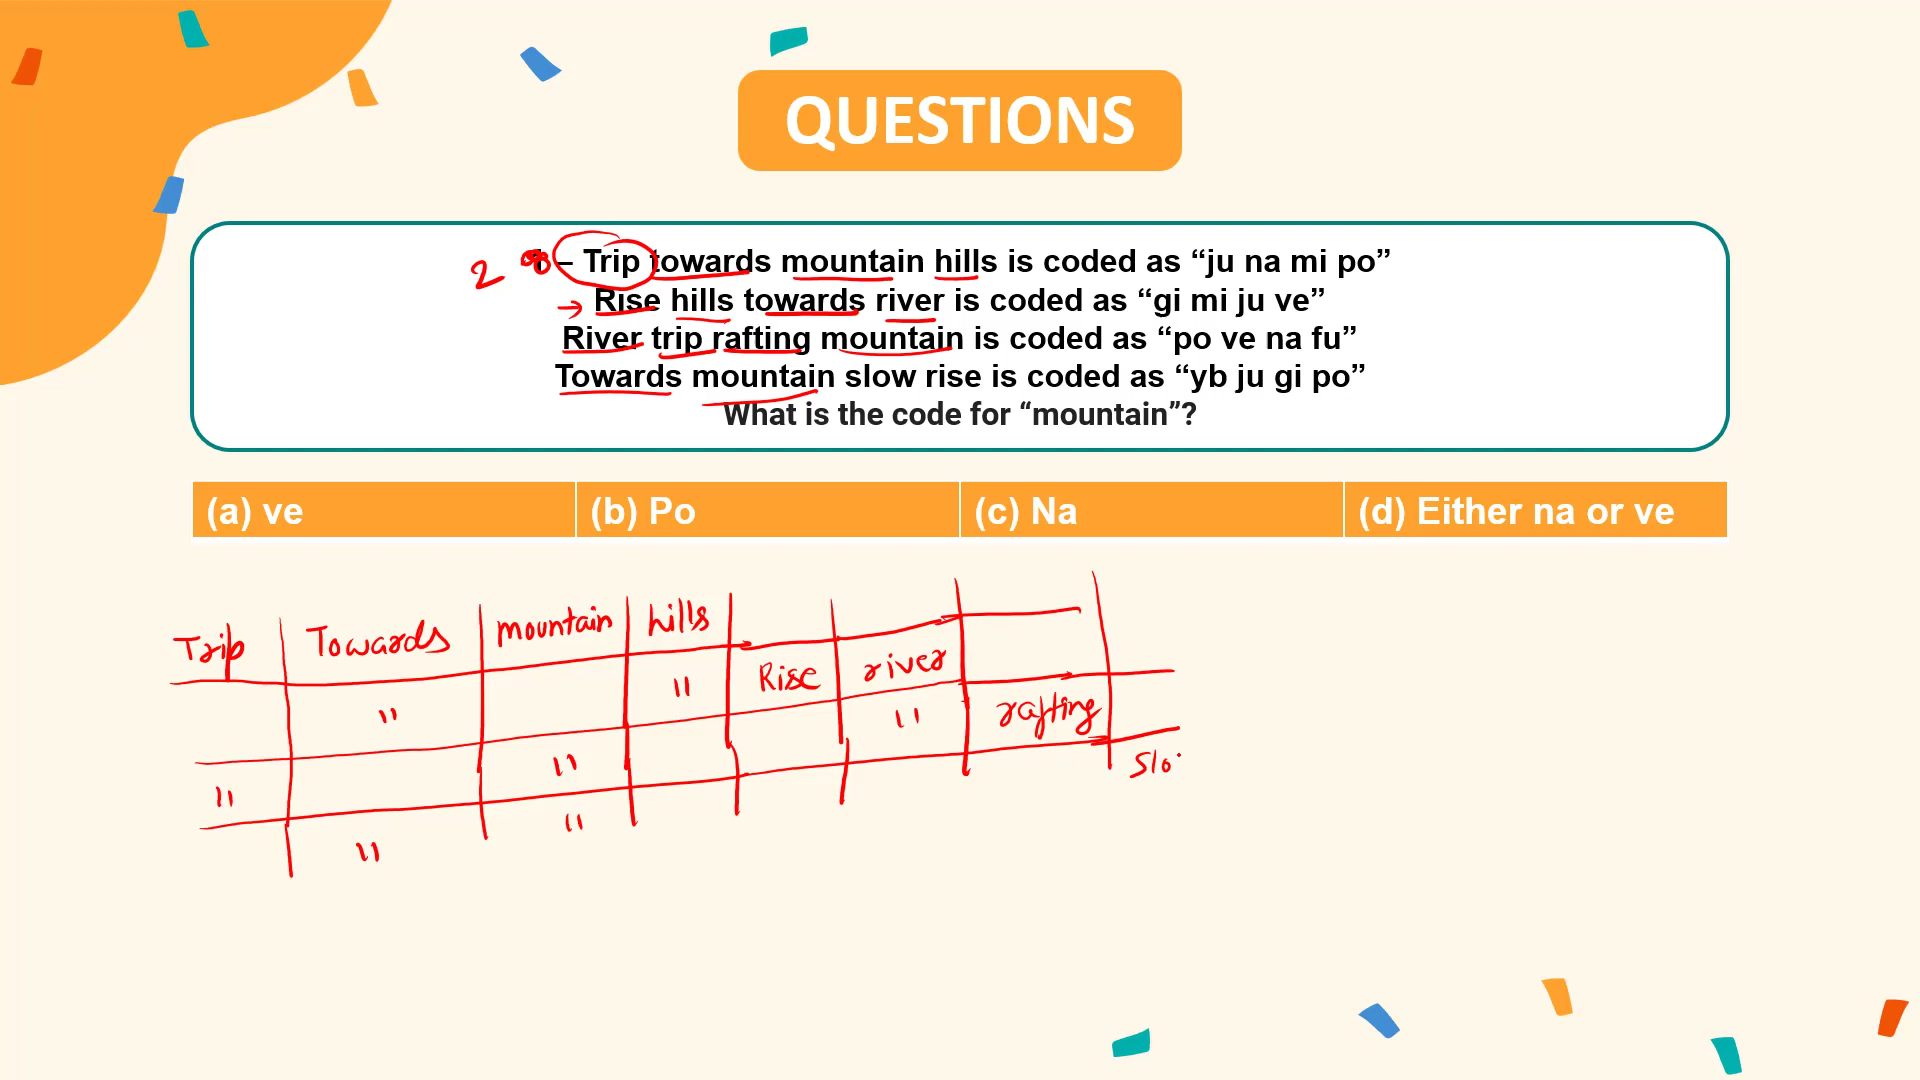 QUESTIONS
2 – Trip towards mountain hills is coded as “ju na mi po”
→ Rise hills towards river is coded as “gi mi ju ve”
River trip rafting mountain is coded as “po ve na fu”
Towards mountain slow rise is coded as “yb ju gi po”
What is the code for “mountain”?
(a) ve (b) Po (c) Na (d) Either na or ve
Trip Towards mountain hills
" " Rise river
" " rafting
" " Slo